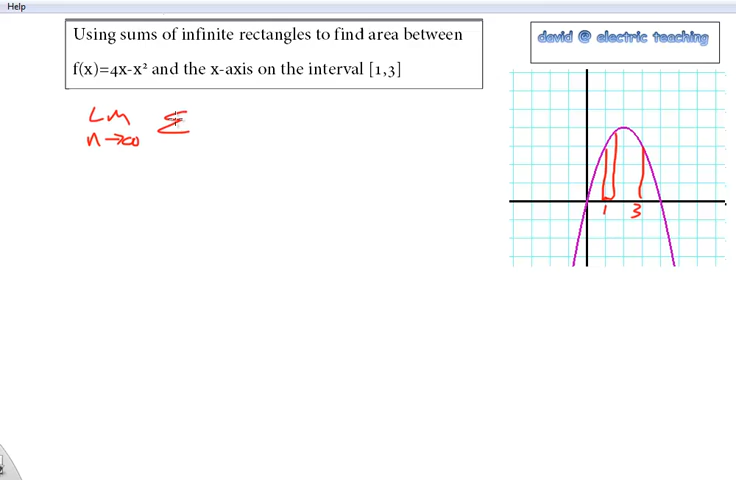 Help
Using sums of infinite rectangles to find area between
f(x)=4x-x² and the x-axis on the interval [1,3]
david @ electric teaching
Lm Σ
n→∞
1 3